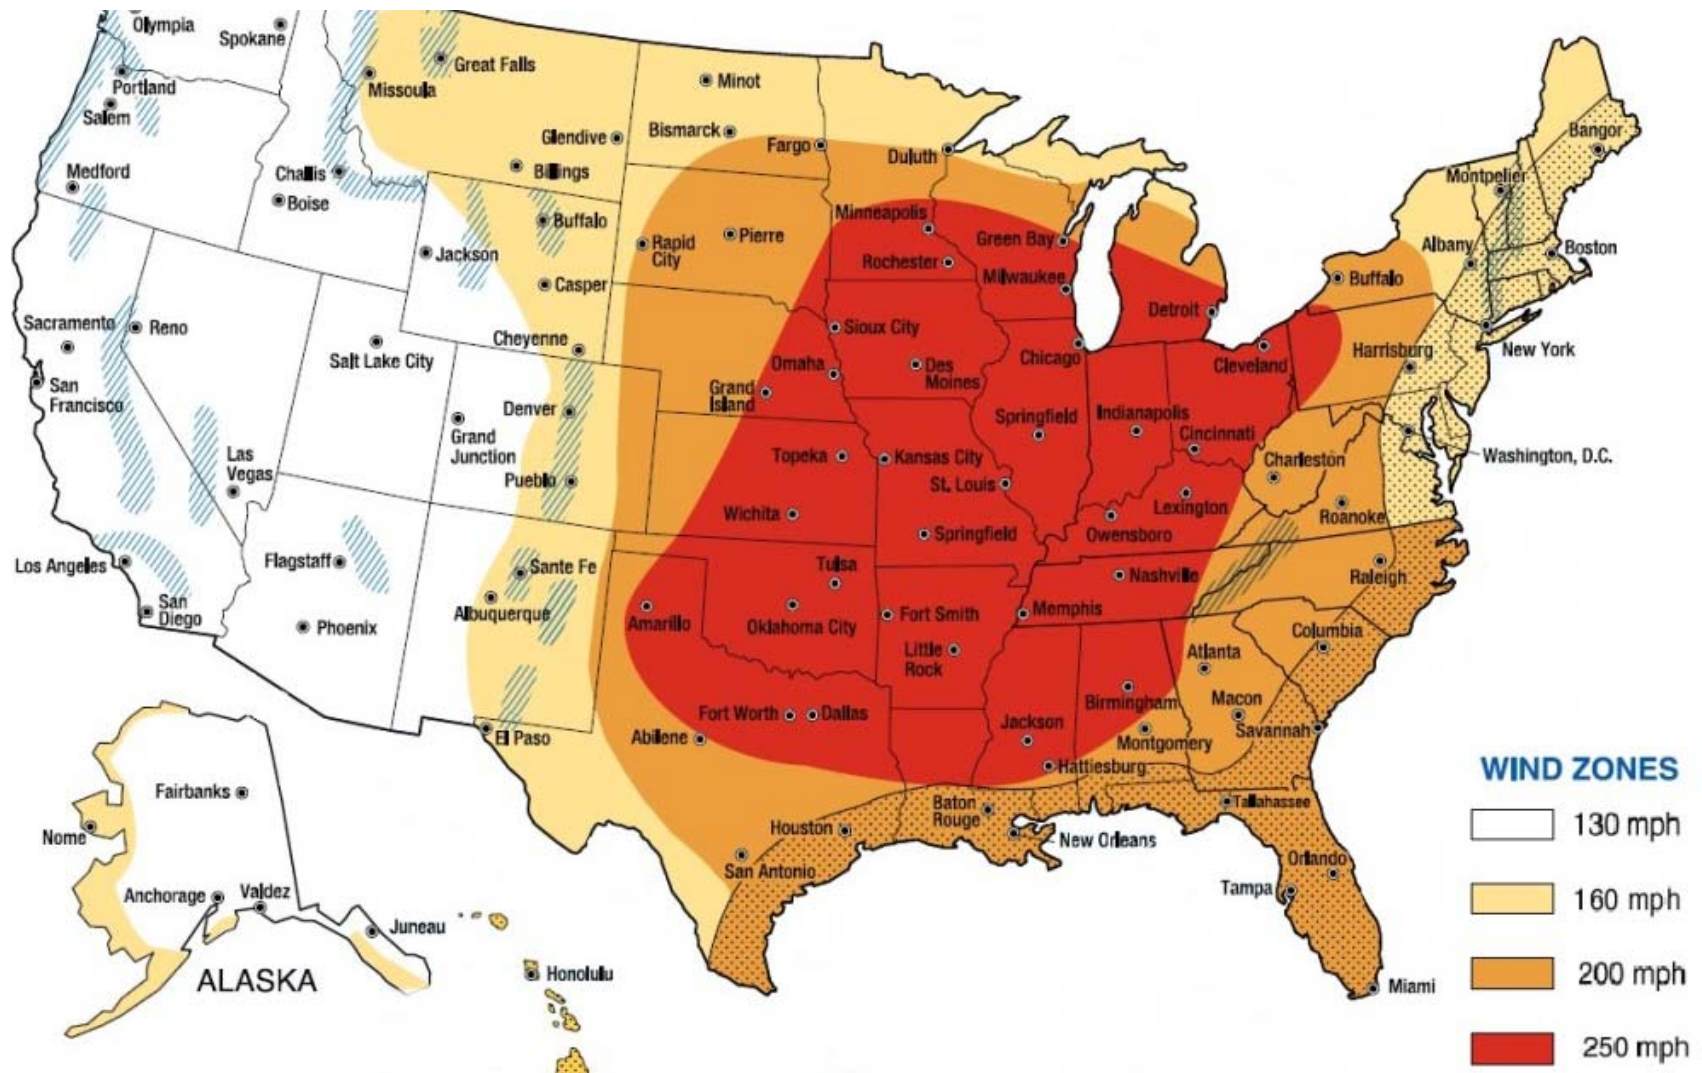 Olympia
Spokane
Great Falls
Missoula
Minot
Portland
Salem
Glendive
Bismarck
Fargo
Duluth
Bangor
Medford
Challis
Billings
Montpelier
Boise
Buffalo
Minneapolis
Jackson
Rapid
City
Pierre
Green Bay
Albany
Boston
Rochester
Milwaukee
Buffalo
Casper
Detroit
Sacramento
Reno
Sioux City
Cheyenne
Salt Lake City
Chicago
Cleveland
Harrisburg
New York
Omaha
Des
Moines
San
Francisco
Grand
Island
Denver
Grand
Junction
Springfield
Indianapolis
Cincinnati
Las
Vegas
Topeka
Kansas City
Charleston
Washington, D.C.
Pueblo
St. Louis
Lexington
Wichita
Roanoke
Springfield
Owensboro
Los Angeles
Flagstaff
Sante Fe
Tulsa
Nashville
Raleigh
San
Diego
Albuquerque
Phoenix
Amarillo
Oklahoma City
Fort Smith
Memphis
Columbia
Little
Rock
Atlanta
Birmingham
Macon
Fort Worth
Dallas
Jackson
Savannah
El Paso
Abilene
Montgomery
Hattiesburg
WIND ZONES
Fairbanks
Baton
Rouge
Tallahassee
Nome
Houston
New Orleans
130 mph
San Antonio
Orlando
Anchorage
Valdez
Tampa
160 mph
Juneau
ALASKA
Honolulu
200 mph
Miami
250 mph